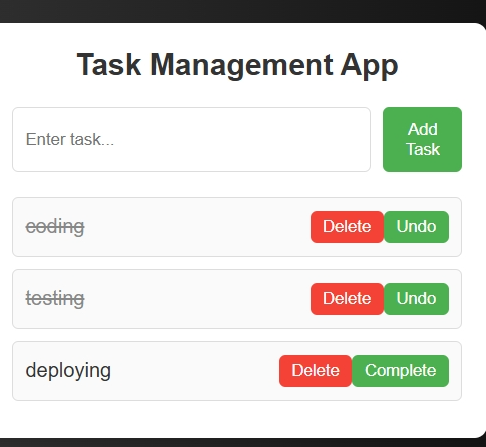 Task Management App
Enter task...
Add
Task
coding Delete Undo
testing Delete Undo
deploying Delete Complete